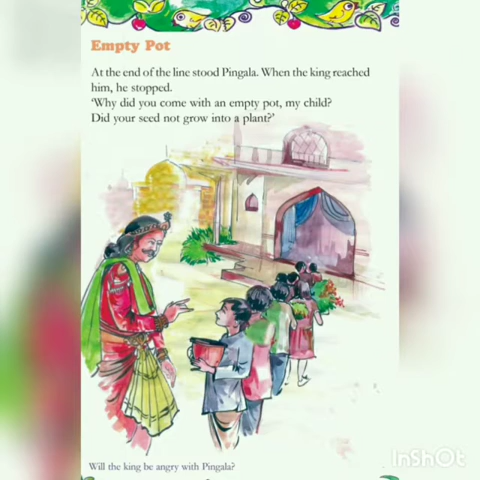 Empty Pot
At the end of the line stood Pingala. When the king reached
him, he stopped.
‘Why did you come with an empty pot, my child?
Did your seed not grow into a plant?’
Will the king be angry with Pingala?
InShOt